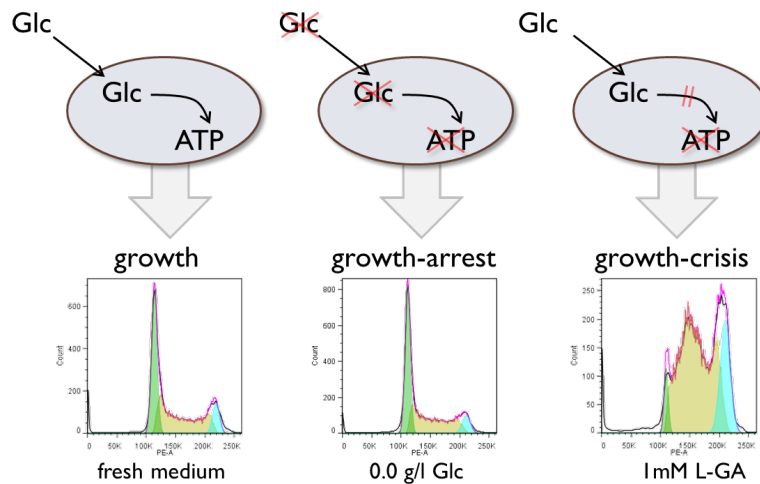 Glc
Glc
Glc
Glc
Glc
Glc
ATP
ATP
ATP
growth
growth-arrest
growth-crisis
600
400
200
0
Count
0
50K
100K
150K
200K
250K
PE-A
800
600
400
200
0
Count
0
50K
100K
150K
200K
250K
PE-A
250
200
150
100
50
0
Count
0
50K
100K
150K
200K
250K
PE-A
fresh medium
0.0 g/l Glc
1mM L-GA